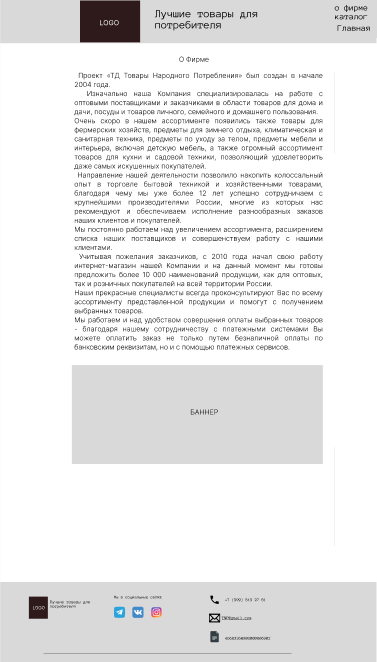 LOGO
Лучшие товары для
потребителя
о фирме
каталог
Главная
О Фирме
Проект «ТД Товары Народного Потребления» был создан в начале
2004 года.
Изначально наша Компания специализировалась на работе с
оптовыми поставщиками и заказчиками в области товаров для дома и
дачи, посуды и товаров личного, семейного и домашнего пользования.
Очень скоро в нашем ассортименте появились также товары для
фермерских хозяйств, предметы для зимнего отдыха, климатическая и
санитарная техника, предметы по уходу за телом, предметы мебели и
интерьера, включая детскую мебель, а также огромный ассортимент
товаров для кухни и садовой техники, позволяющий удовлетворить
даже самых искушенных покупателей.
Направление нашей деятельности позволило накопить колоссальный
опыт в торговле бытовой техникой и хозяйственными товарами,
благодаря чему мы уже более 12 лет успешно сотрудничаем с
крупнейшими производителями России, многие из которых нас
рекомендуют и обеспечиваем исполнение разнообразных заказов
наших клиентов и покупателей.
Мы постоянно работаем над увеличением ассортимента, расширением
списка наших поставщиков и совершенствуем работу с нашими
клиентами.
Учитывая пожелания заказчиков, с 2010 года начал свою работу
интернет-магазин нашей Компании и на данный момент мы готовы
предложить более 10 000 наименований продукции, как для оптовых,
так и розничных покупателей на всей территории России.
Наши прекрасные специалисты всегда проконсультируют Вас по всему
ассортименту представленной продукции и помогут с получением
выбранных товаров.
Мы работаем и над удобством совершения оплаты выбранных товаров
- благодаря нашему сотрудничеству с платежными системами Вы
можете оплатить заказ не только путем безналичной оплаты по
банковским реквизитам, но и с помощью платежных сервисов.
БАННЕР
LOGO
Лучшие товары для
потребителя
Мы в социальных сетях